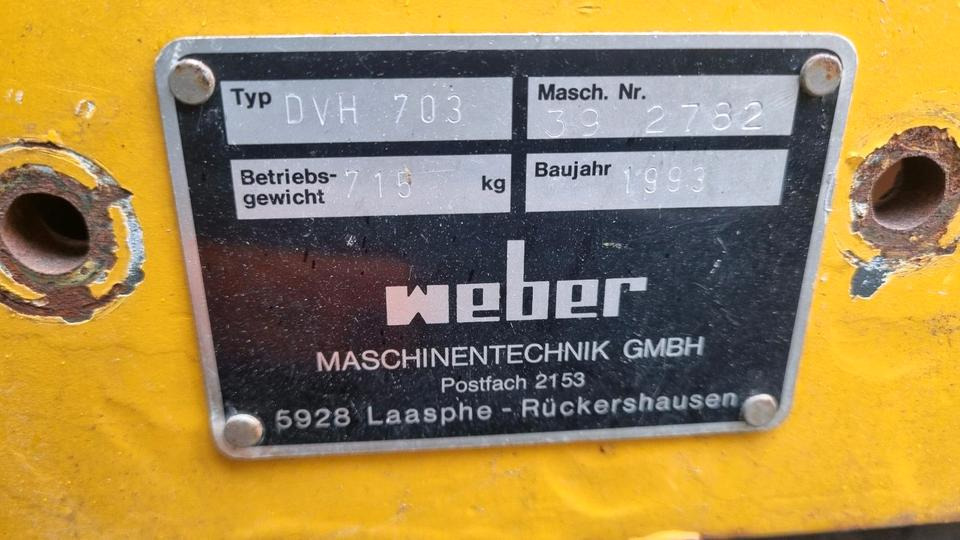 Typ DVH 703
Masch. Nr. 39 2782
Betriebs-
gewicht 715 kg
Baujahr 1993
weber
MASCHINENTECHNIK GMBH
Postfach 2153
5928 Laasphe - Rückershausen